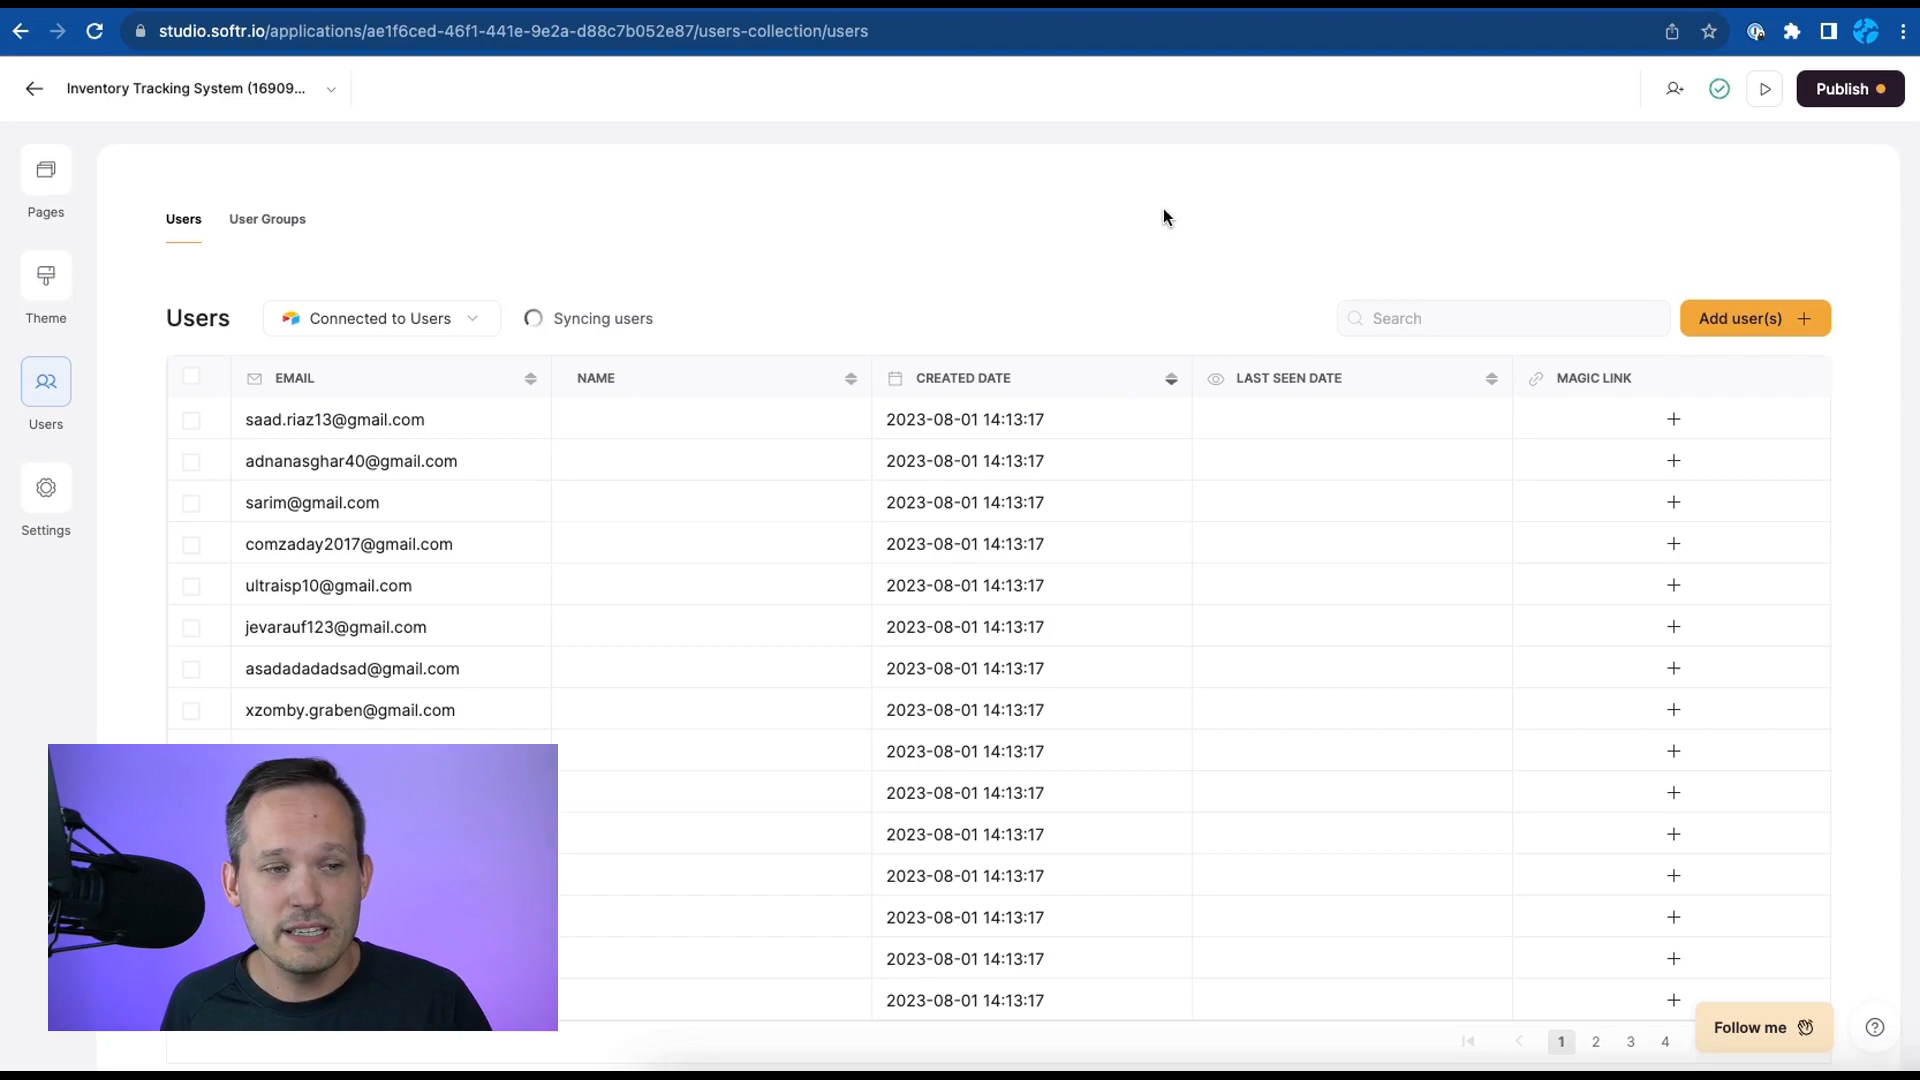 studio.softr.io/applications/ae1f6ced-46f1-441e-9e2a-d88c7b052e87/users-collection/users
Inventory Tracking System (16909...
Publish
Pages
Theme
Users
Settings
Users User Groups
Users Connected to Users Syncing users Search Add user(s) +
EMAIL NAME CREATED DATE LAST SEEN DATE MAGIC LINK
saad.riaz13@gmail.com 2023-08-01 14:13:17 +
adnanasghar40@gmail.com 2023-08-01 14:13:17 +
sarim@gmail.com 2023-08-01 14:13:17 +
comzaday2017@gmail.com 2023-08-01 14:13:17 +
ultraisp10@gmail.com 2023-08-01 14:13:17 +
jevarauf123@gmail.com 2023-08-01 14:13:17 +
asadadadadsad@gmail.com 2023-08-01 14:13:17 +
xzomby.graben@gmail.com 2023-08-01 14:13:17 +
2023-08-01 14:13:17 +
2023-08-01 14:13:17 +
2023-08-01 14:13:17 +
2023-08-01 14:13:17 +
2023-08-01 14:13:17 +
2023-08-01 14:13:17 +
2023-08-01 14:13:17 +
1 2 3 4
Follow me